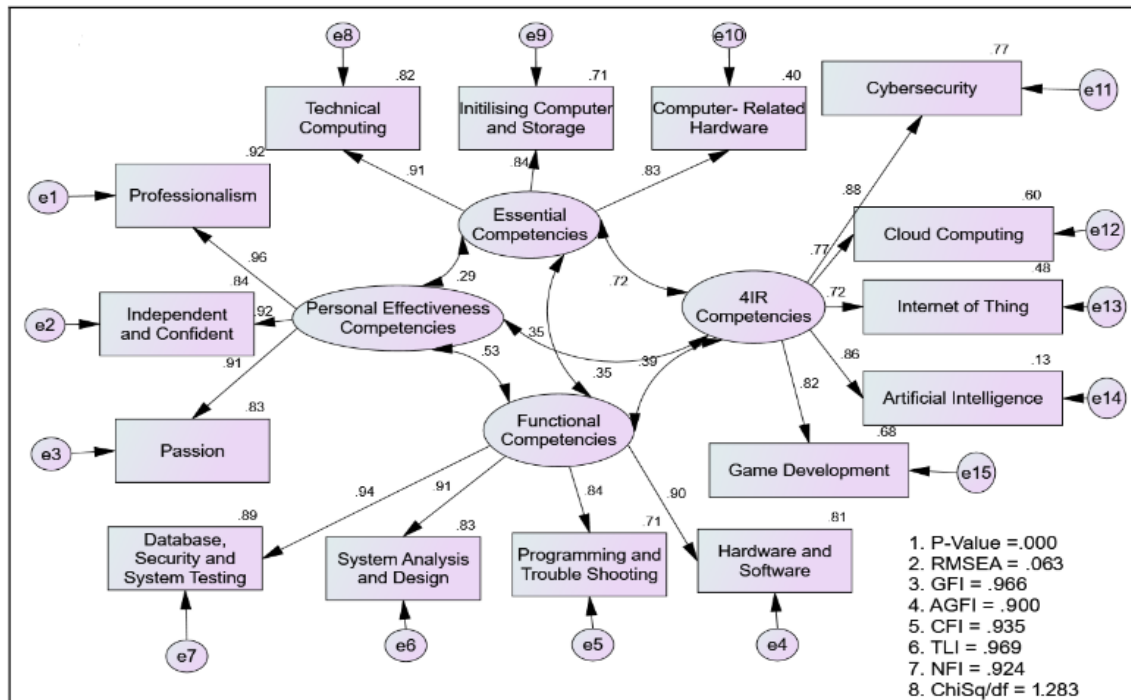 e8
e9
e10
.82
.71
.40
.77
Technical
Computing
Initilising Computer
and Storage
Computer- Related
Hardware
Cybersecurity
e11
.92
.91
.84
.83
Professionalism
e1
.88
.60
Essential
Competencies
Cloud Computing
e12
.96
.77
.29
.72
.48
.84
Personal Effectiveness
Competencies
4IR
Competencies
.72
Internet of Thing
e13
e2
Independent
and Confident
.92
.35
.39
.53
.86
.13
.91
.35
.82
Artificial Intelligence
e14
.83
Functional
Competencies
.68
e3
Passion
Game Development
e15
.94
.91
.84
.90
.89
.83
.71
.81
Database,
Security and
System Testing
System Analysis
and Design
Programming and
Trouble Shooting
Hardware and
Software
e7
e6
e5
e4
1. P-Value =.000
2. RMSEA = .063
3. GFI = .966
4. AGFI = .900
5. CFI = .935
6. TLI = .969
7. NFI = .924
8. ChiSq/df = 1.283